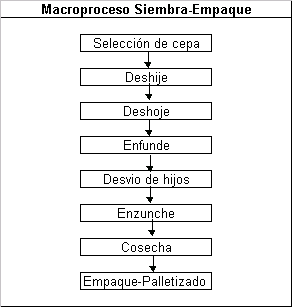 Macroproceso Siembra-Empaque
Selección de cepa
Deshije
Deshoje
Enfunde
Desvio de hijos
Enzunche
Cosecha
Empaque-Palletizado